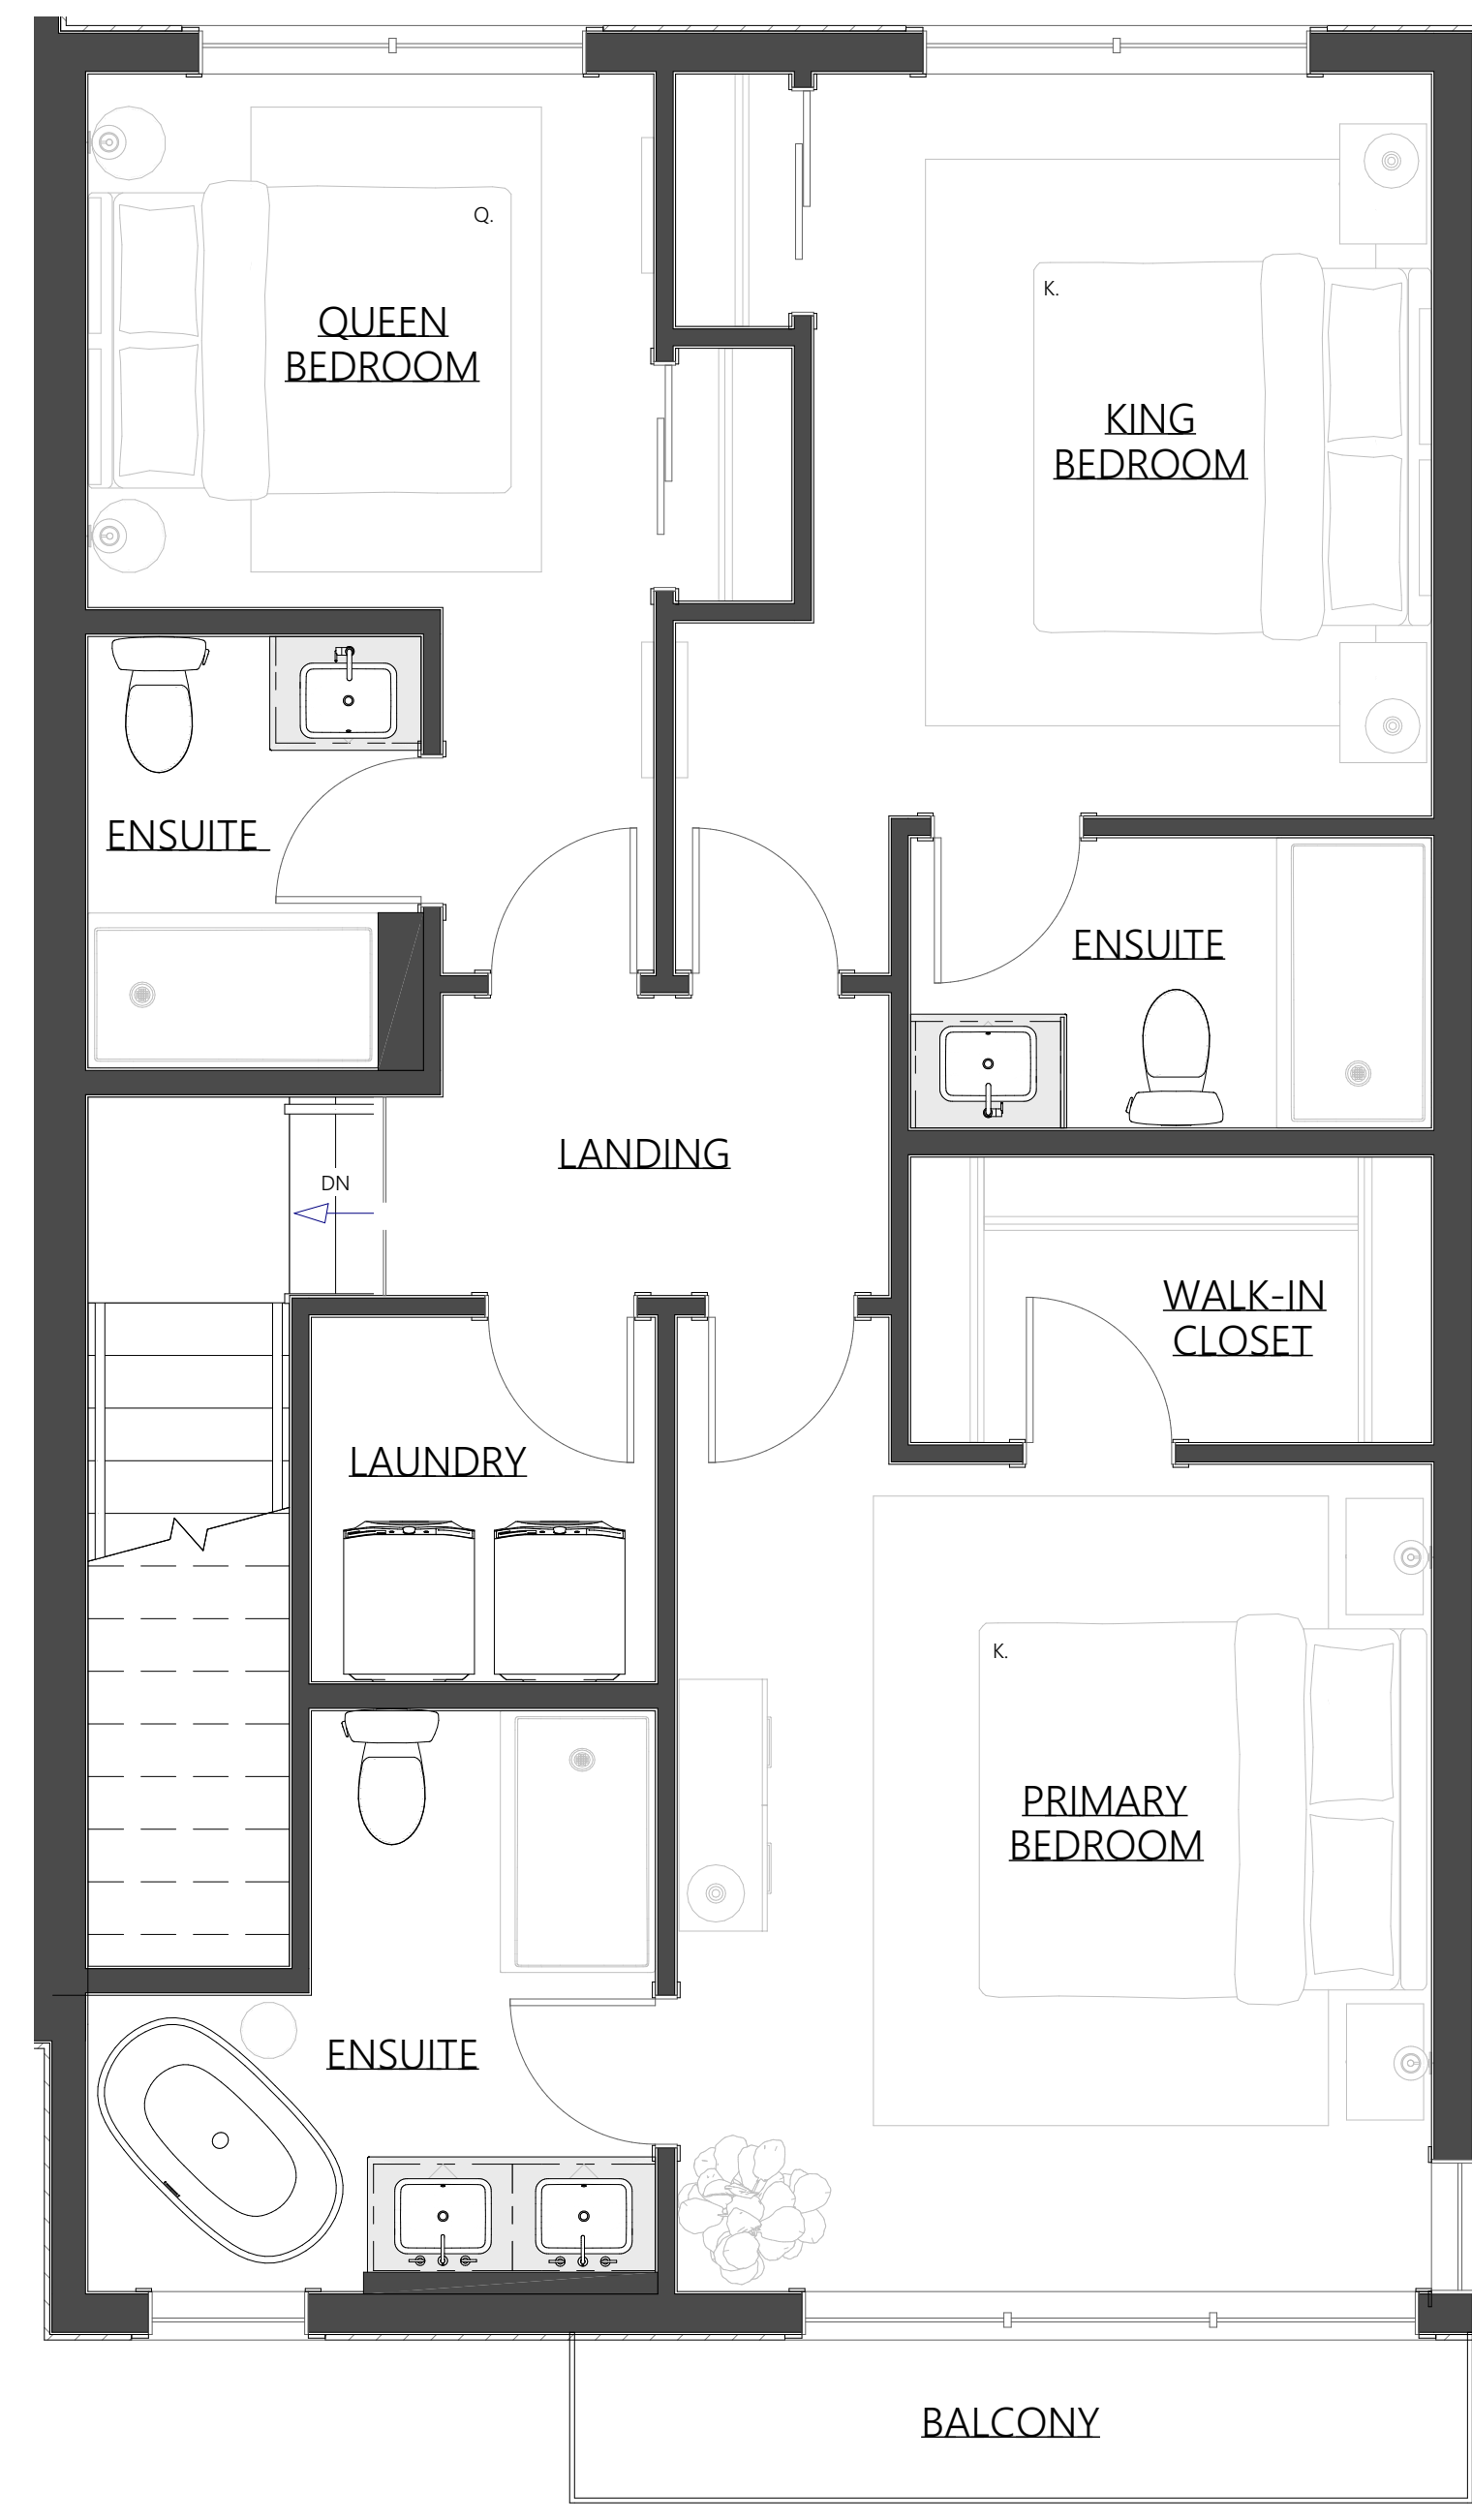 Q.
QUEEN
BEDROOM
K.
KING
BEDROOM
ENSUITE
ENSUITE
LANDING
DN
WALK-IN
CLOSET
LAUNDRY
K.
PRIMARY
BEDROOM
ENSUITE
BALCONY